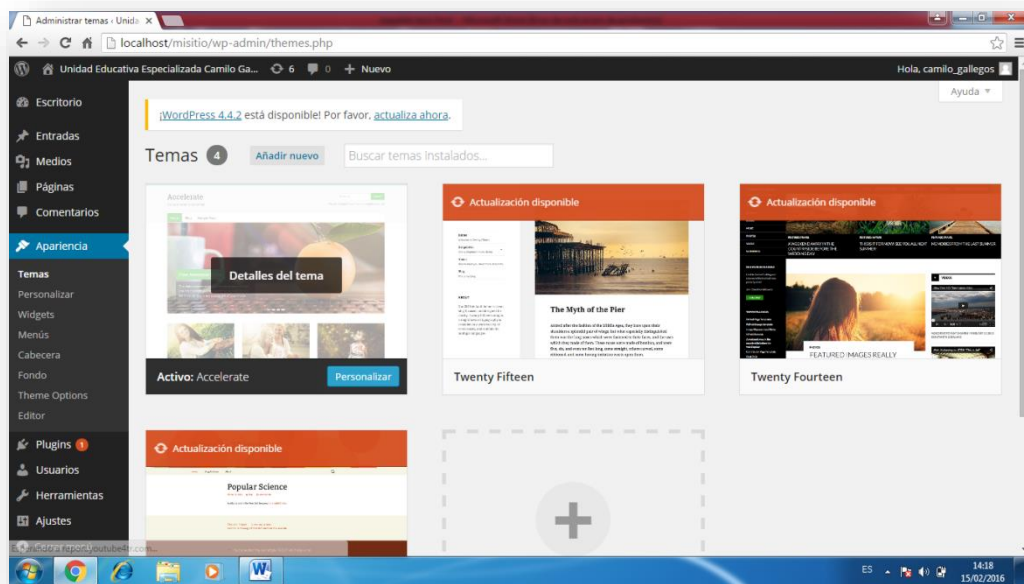 Administrar temas ‹ Unida
localhost/misitio/wp-admin/themes.php
Unidad Educativa Especializada Camilo Ga... 6 0 + Nuevo
Hola, camilo_gallegos
Ayuda
Escritorio
Entradas
Medios
Páginas
Comentarios
Apariencia
Temas
Personalizar
Widgets
Menús
Cabecera
Fondo
Theme Options
Editor
Plugins 1
Usuarios
Herramientas
Ajustes
¡WordPress 4.4.2 está disponible! Por favor, actualiza ahora.
Temas 4 Añadir nuevo Buscar temas instalados...
Accelerate
Detalles del tema
Activo: Accelerate Personalizar
Actualización disponible
The Myth of the Pier
Twenty Fifteen
Actualización disponible
FEATURED IMAGES REALLY
Twenty Fourteen
Actualización disponible
Popular Science
ES
14:18
15/02/2016